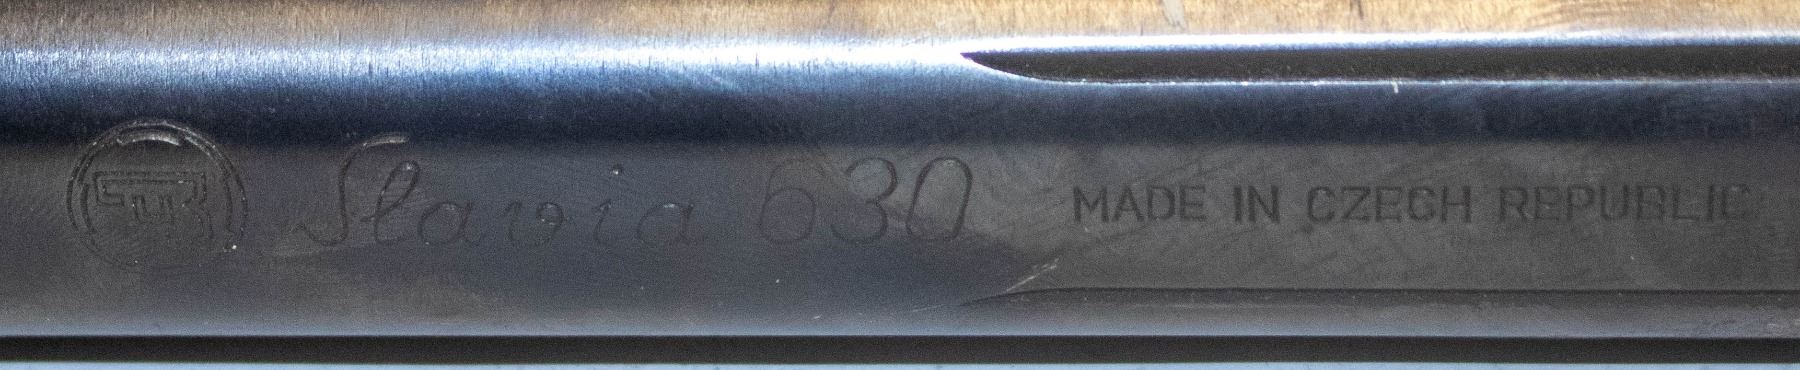 Slavia 630 MADE IN CZECH REPUBLIC